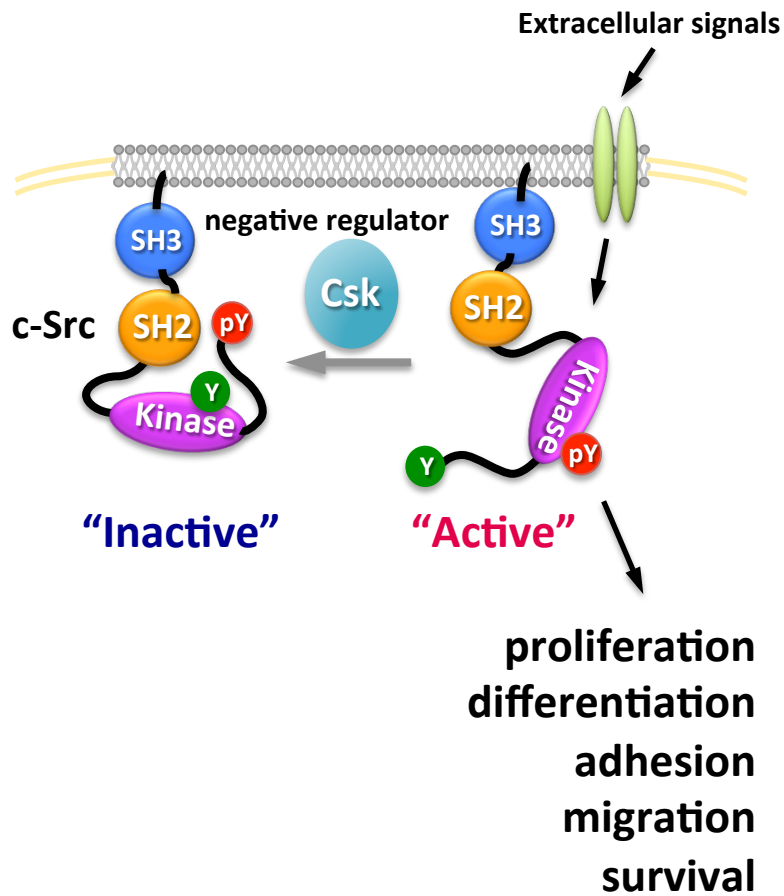 Extracellular signals
negative regulator
SH3
SH3
Csk
SH2
c-Src
SH2
pY
Y
Kinase
Kinase
Y
pY
“Inactive”
“Active”
proliferation
differentiation
adhesion
migration
survival